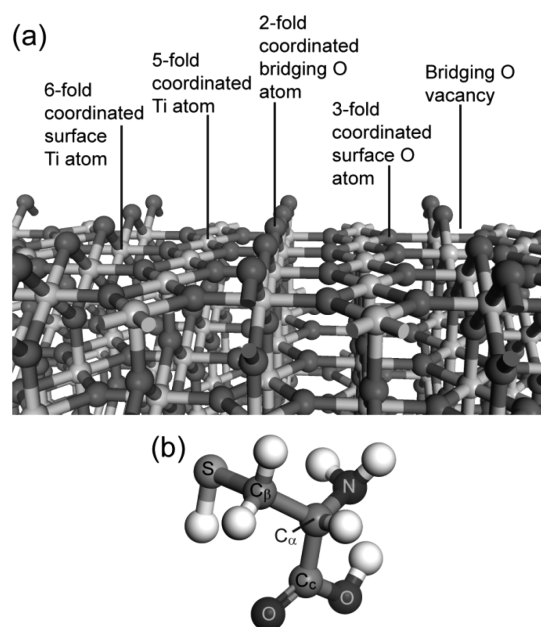 (a)
2-fold
coordinated
bridging O
atom
5-fold
coordinated
Ti atom
6-fold
coordinated
surface
Ti atom
Bridging O
vacancy
3-fold
coordinated
surface O
atom
(b)
S
Cβ
N
Cα
Cc
O
O